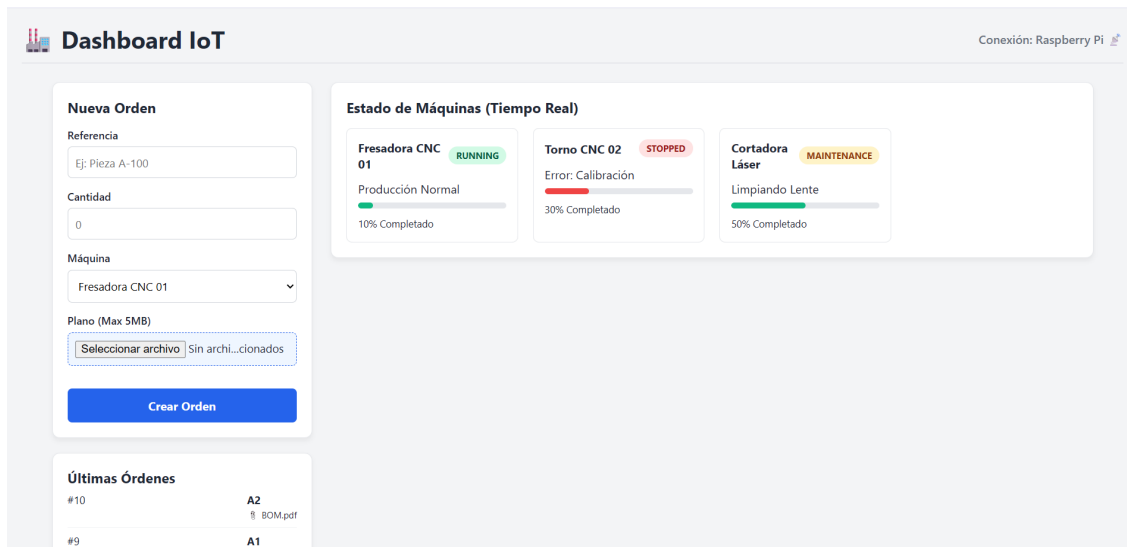 Dashboard IoT
Conexión: Raspberry Pi
Nueva Orden
Referencia
Ej: Pieza A-100
Cantidad
0
Máquina
Fresadora CNC 01
Plano (Max 5MB)
Seleccionar archivo Sin archi...cionados
Crear Orden
Últimas Órdenes
#10 A2
BOM.pdf
#9 A1
Estado de Máquinas (Tiempo Real)
Fresadora CNC
01
RUNNING
Producción Normal
10% Completado
Torno CNC 02
STOPPED
Error: Calibración
30% Completado
Cortadora
Láser
MAINTENANCE
Limpiando Lente
50% Completado